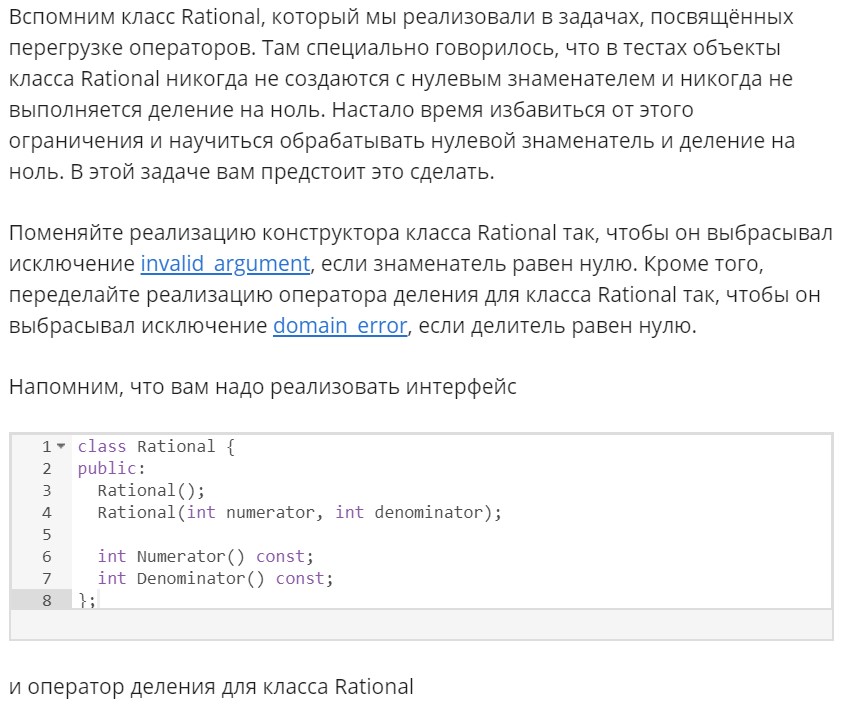 Вспомним класс Rational, который мы реализовали в задачах, посвящённых
перегрузке операторов. Там специально говорилось, что в тестах объекты
класса Rational никогда не создаются с нулевым знаменателем и никогда не
выполняется деление на ноль. Настало время избавиться от этого
ограничения и научиться обрабатывать нулевой знаменатель и деление на
ноль. В этой задаче вам предстоит это сделать.
Поменяйте реализацию конструктора класса Rational так, чтобы он выбрасывал
исключение invalid_argument, если знаменатель равен нулю. Кроме того,
переделайте реализацию оператора деления для класса Rational так, чтобы он
выбрасывал исключение domain_error, если делитель равен нулю.
Напомним, что вам надо реализовать интерфейс
1 class Rational {
2 public:
3 Rational();
4 Rational(int numerator, int denominator);
5
6 int Numerator() const;
7 int Denominator() const;
8 };
и оператор деления для класса Rational